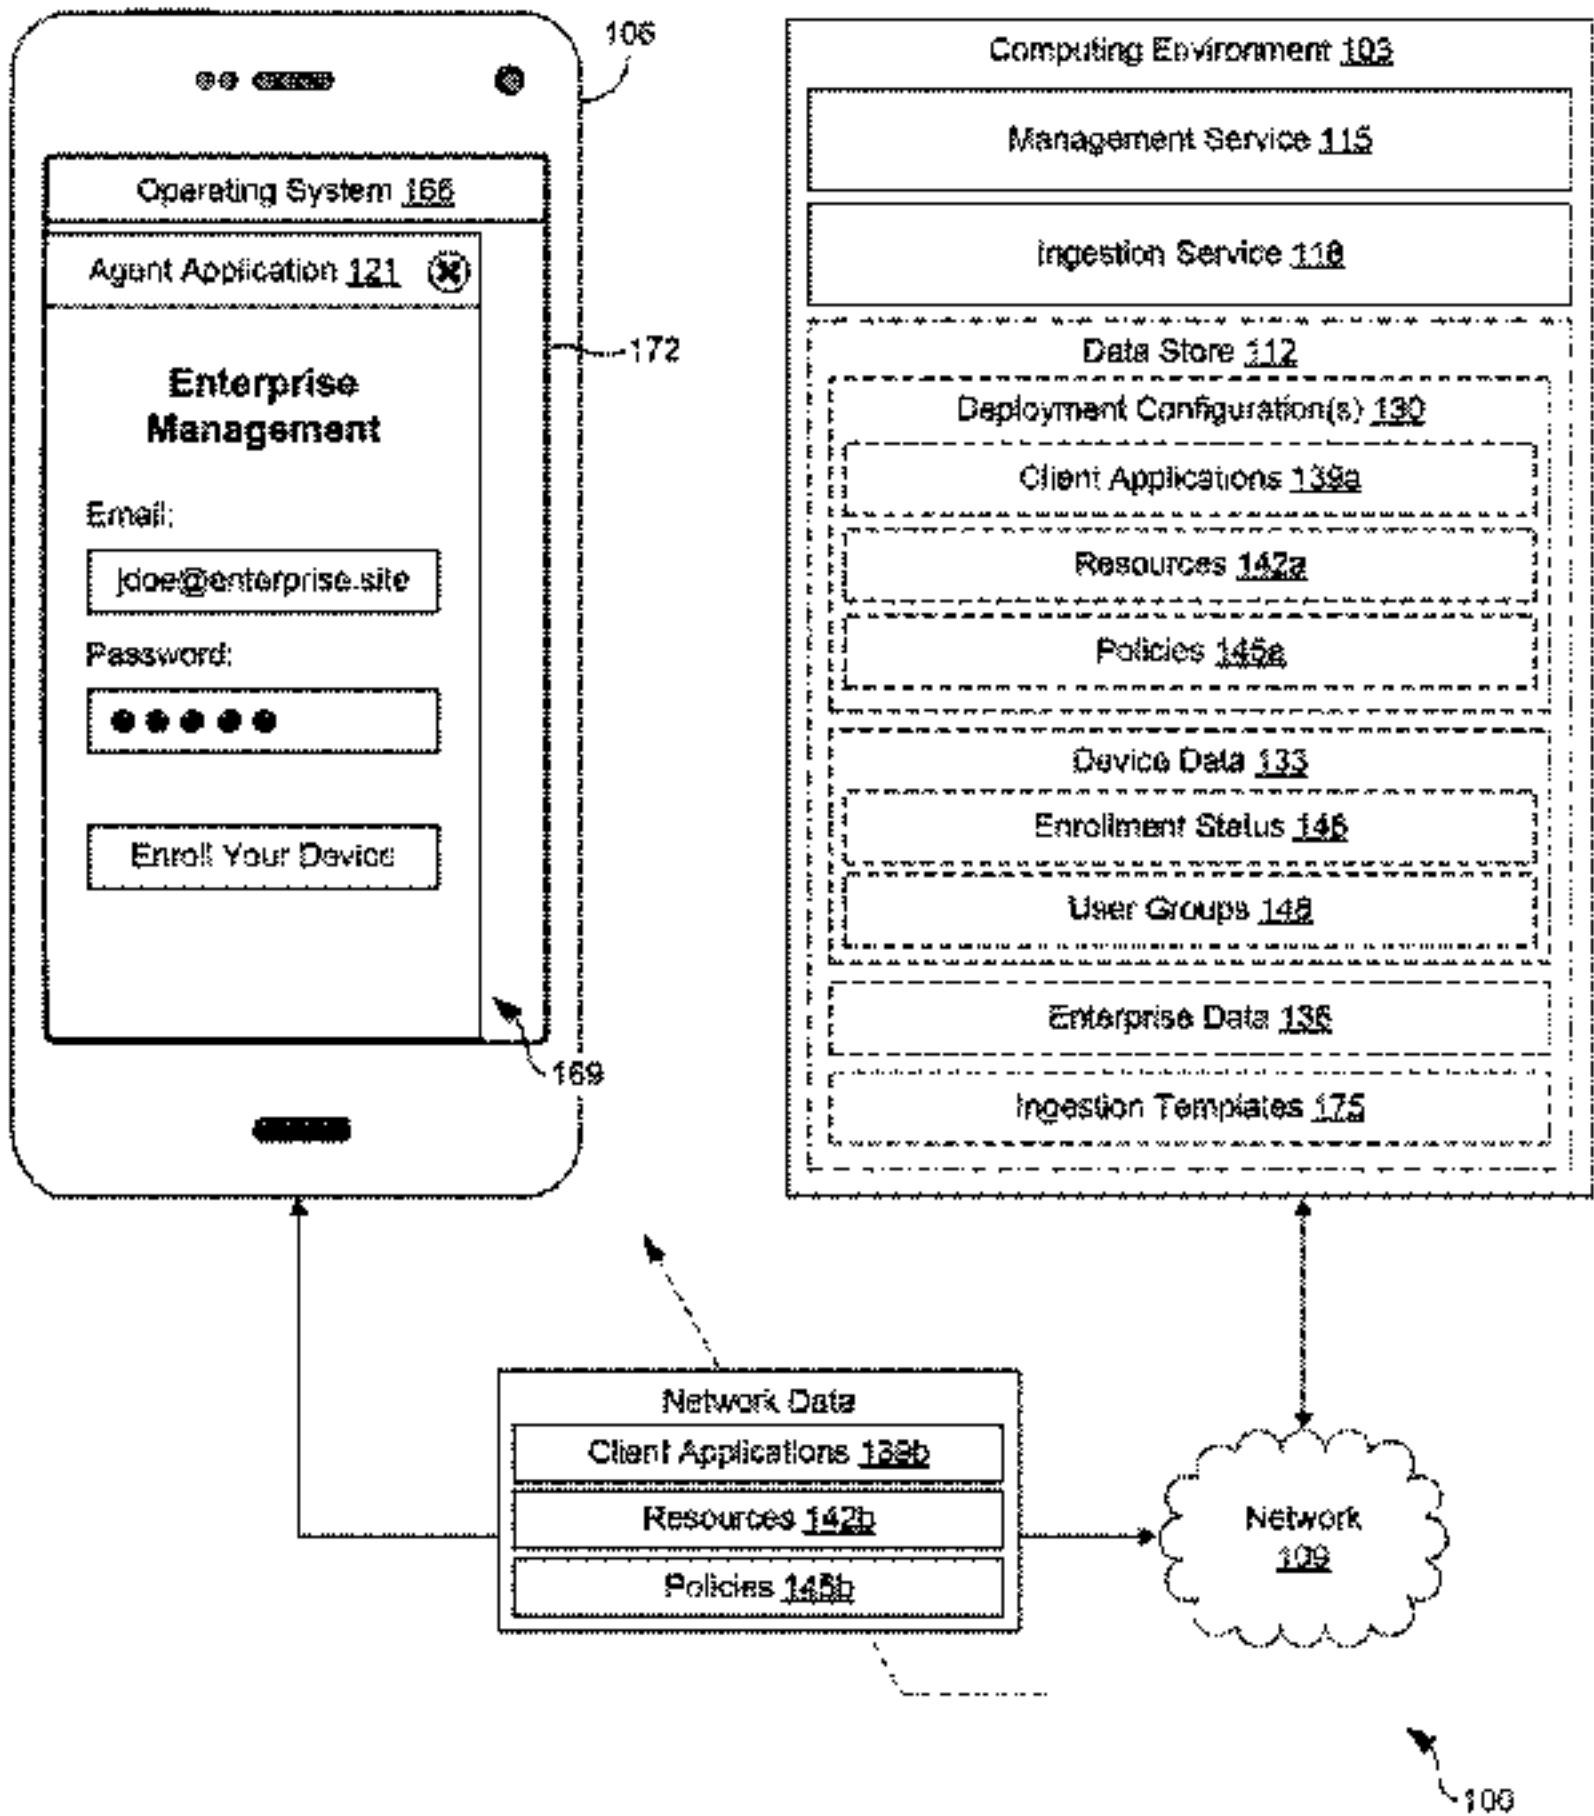 106
Operating System 166
Agent Application 121
172
Enterprise
Management
Email:
jdoe@enterprise.site
Password:
Enroll Your Device
169
Computing Environment 103
Management Service 115
Ingestion Service 118
Data Store 112
Deployment Configuration(s) 130
Client Applications 139a
Resources 142a
Policies 145a
Device Data 133
Enrollment Status 146
User Groups 148
Enterprise Data 136
Ingestion Templates 175
Network Data
Client Applications 139b
Resources 142b
Policies 145b
Network
109
100